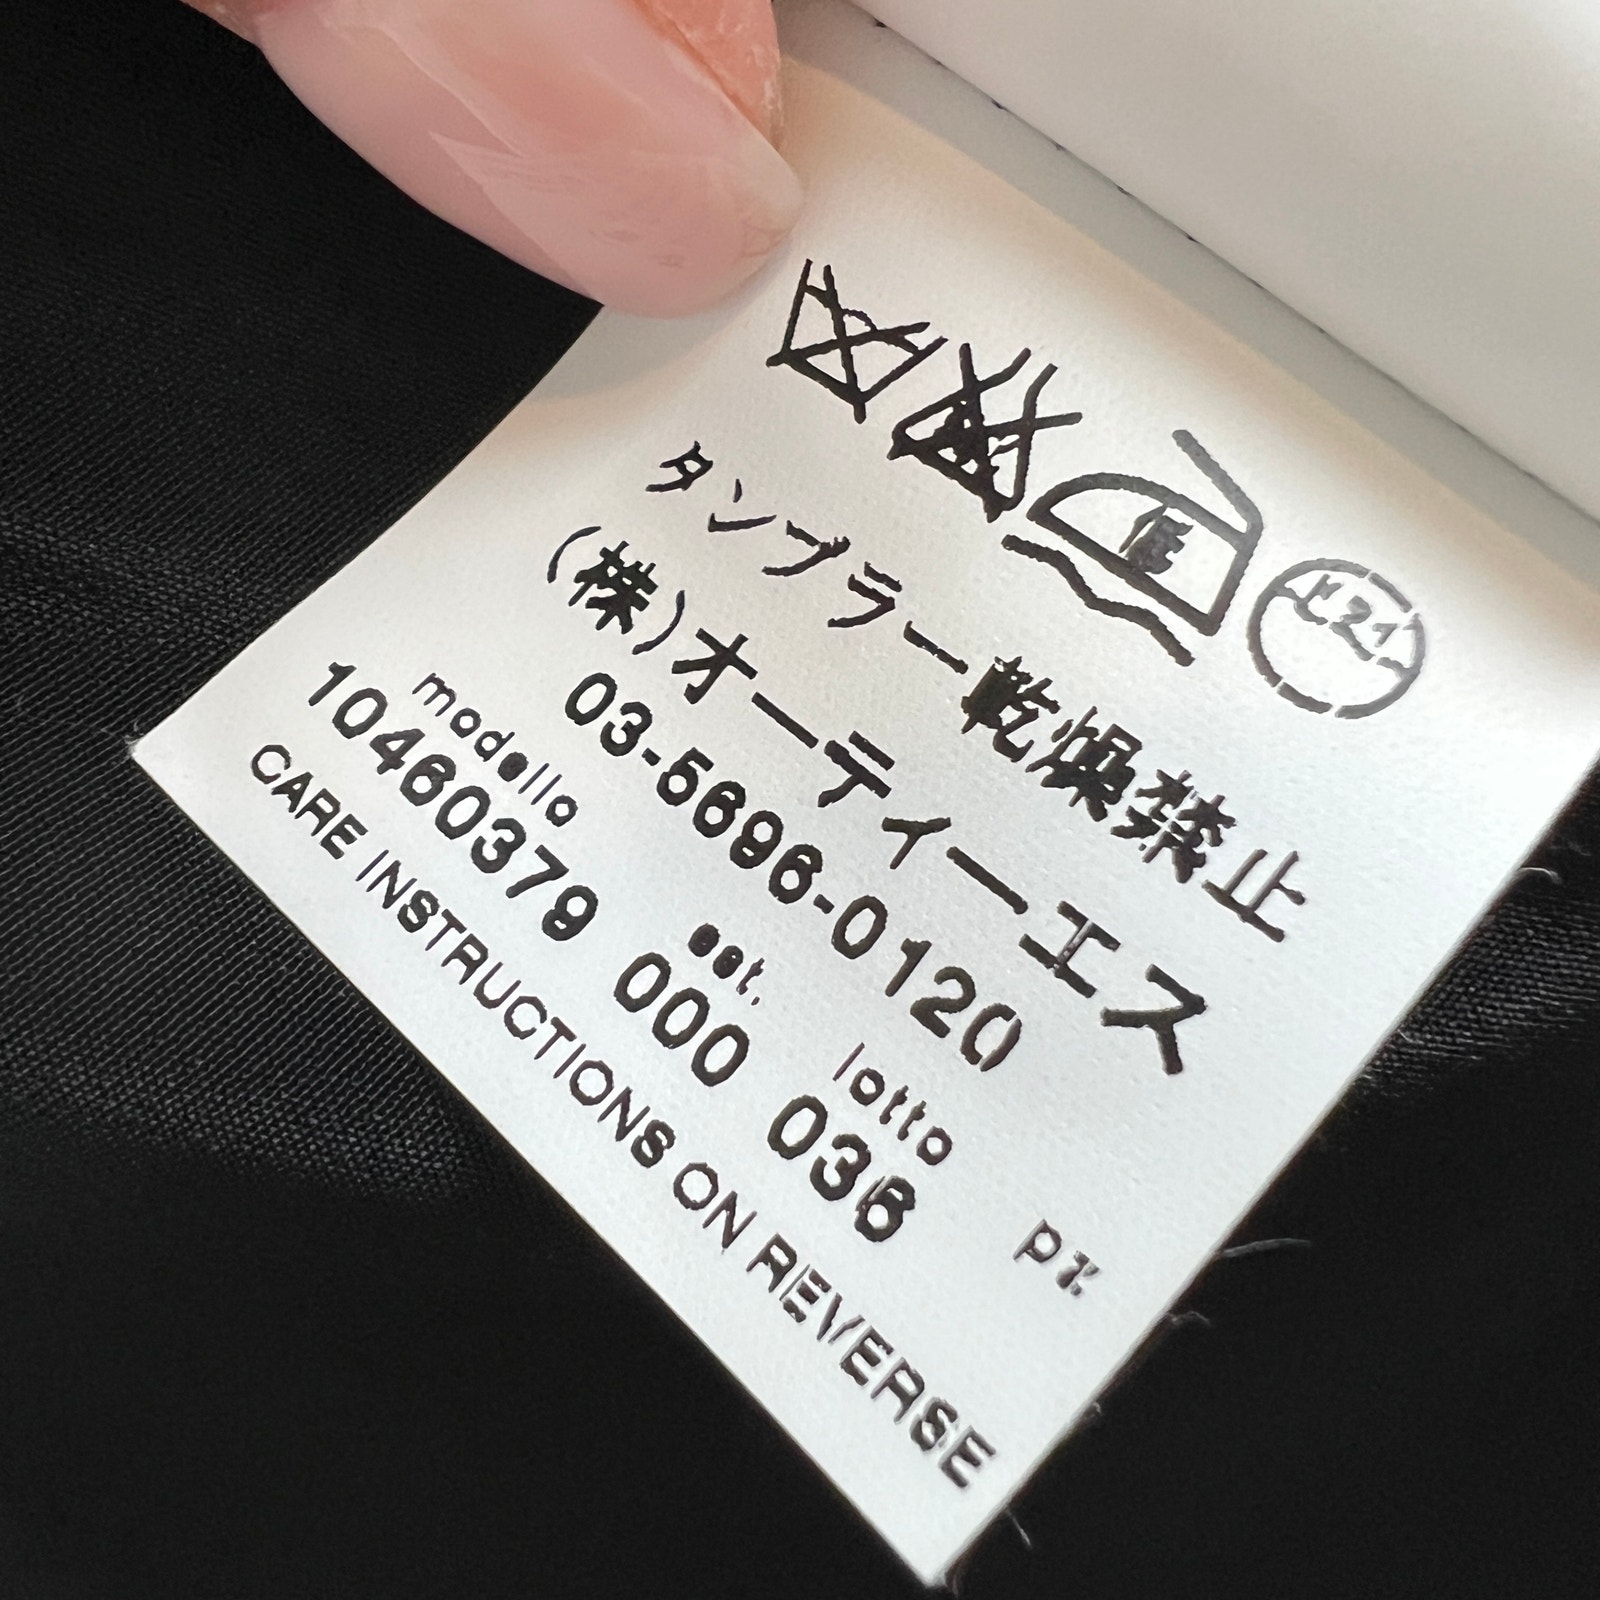 タンブラー乾燥禁止
(株)オーティーエス
03-5696-0120
modello est. lotto
10460379 000 036
CARE INSTRUCTIONS ON REVERSE